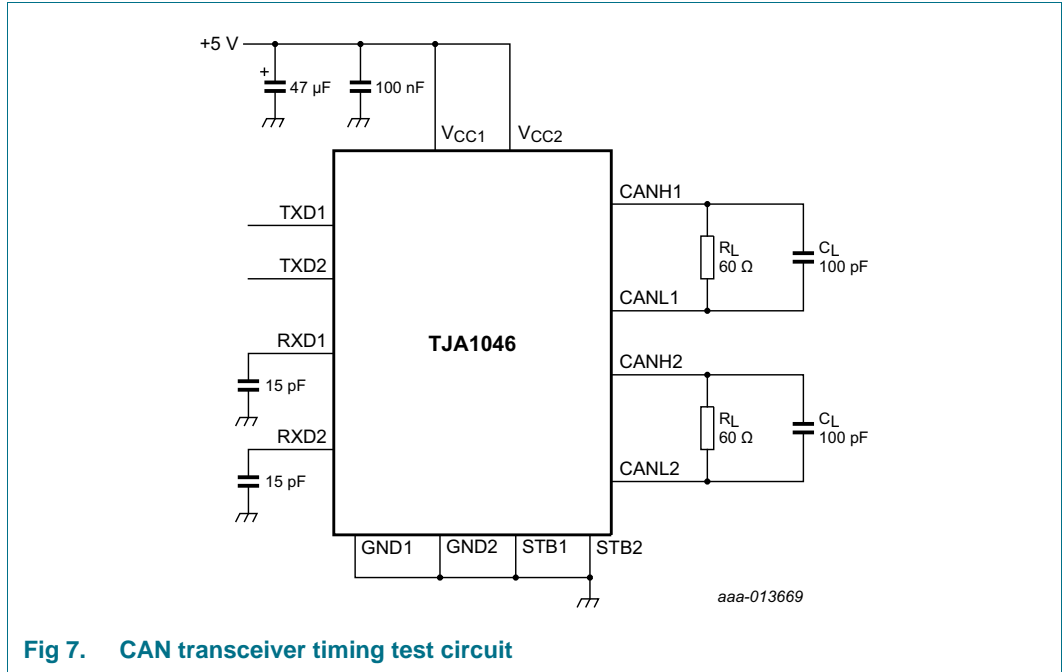 +5 V
+
47 µF
100 nF
VCC1
VCC2
TXD1
TXD2
RXD1
15 pF
RXD2
15 pF
TJA1046
CANH1
RL
60 Ω
CL
100 pF
CANL1
CANH2
RL
60 Ω
CL
100 pF
CANL2
GND1
GND2
STB1
STB2
aaa-013669
Fig 7. CAN transceiver timing test circuit